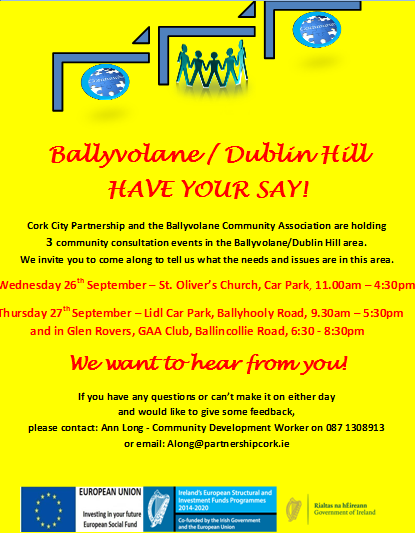 Ballyvolane / Dublin Hill
HAVE YOUR SAY!
Cork City Partnership and the Ballyvolane Community Association are holding
3 community consultation events in the Ballyvolane/Dublin Hill area.
We invite you to come along to tell us what the needs and issues are in this area.
Wednesday 26th September – St. Oliver's Church, Car Park, 11.00am – 4:30pm
Thursday 27th September – Lidl Car Park, Ballyhooly Road, 9.30am – 5:30pm
and in Glen Rovers, GAA Club, Ballincollie Road, 6:30 - 8:30pm
We want to hear from you!
If you have any questions or can't make it on either day
and would like to give some feedback,
please contact: Ann Long - Community Development Worker on 087 1308913
or email: Along@partnershipcork.ie
EUROPEAN UNION
Investing in your future
European Social Fund
Ireland's European Structural and
Investment Funds Programmes
2014-2020
Co-funded by the Irish Government
and the European Union
Rialtas na hÉireann
Government of Ireland